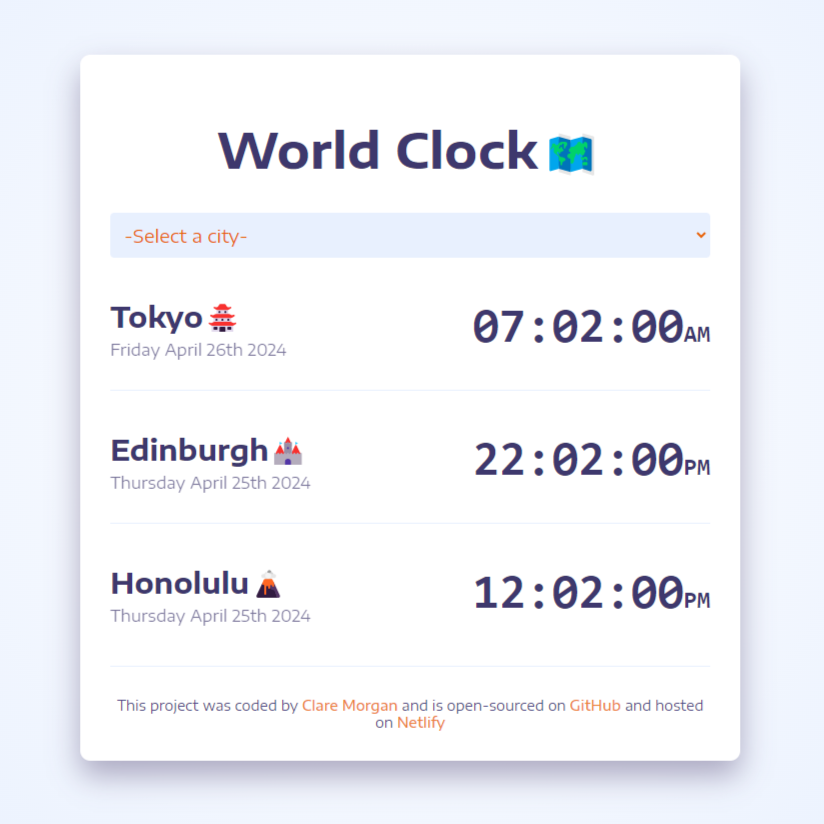 World Clock
-Select a city-
Tokyo
07:02:00AM
Friday April 26th 2024
Edinburgh
22:02:00PM
Thursday April 25th 2024
Honolulu
12:02:00PM
Thursday April 25th 2024
This project was coded by Clare Morgan and is open-sourced on GitHub and hosted
on Netlify